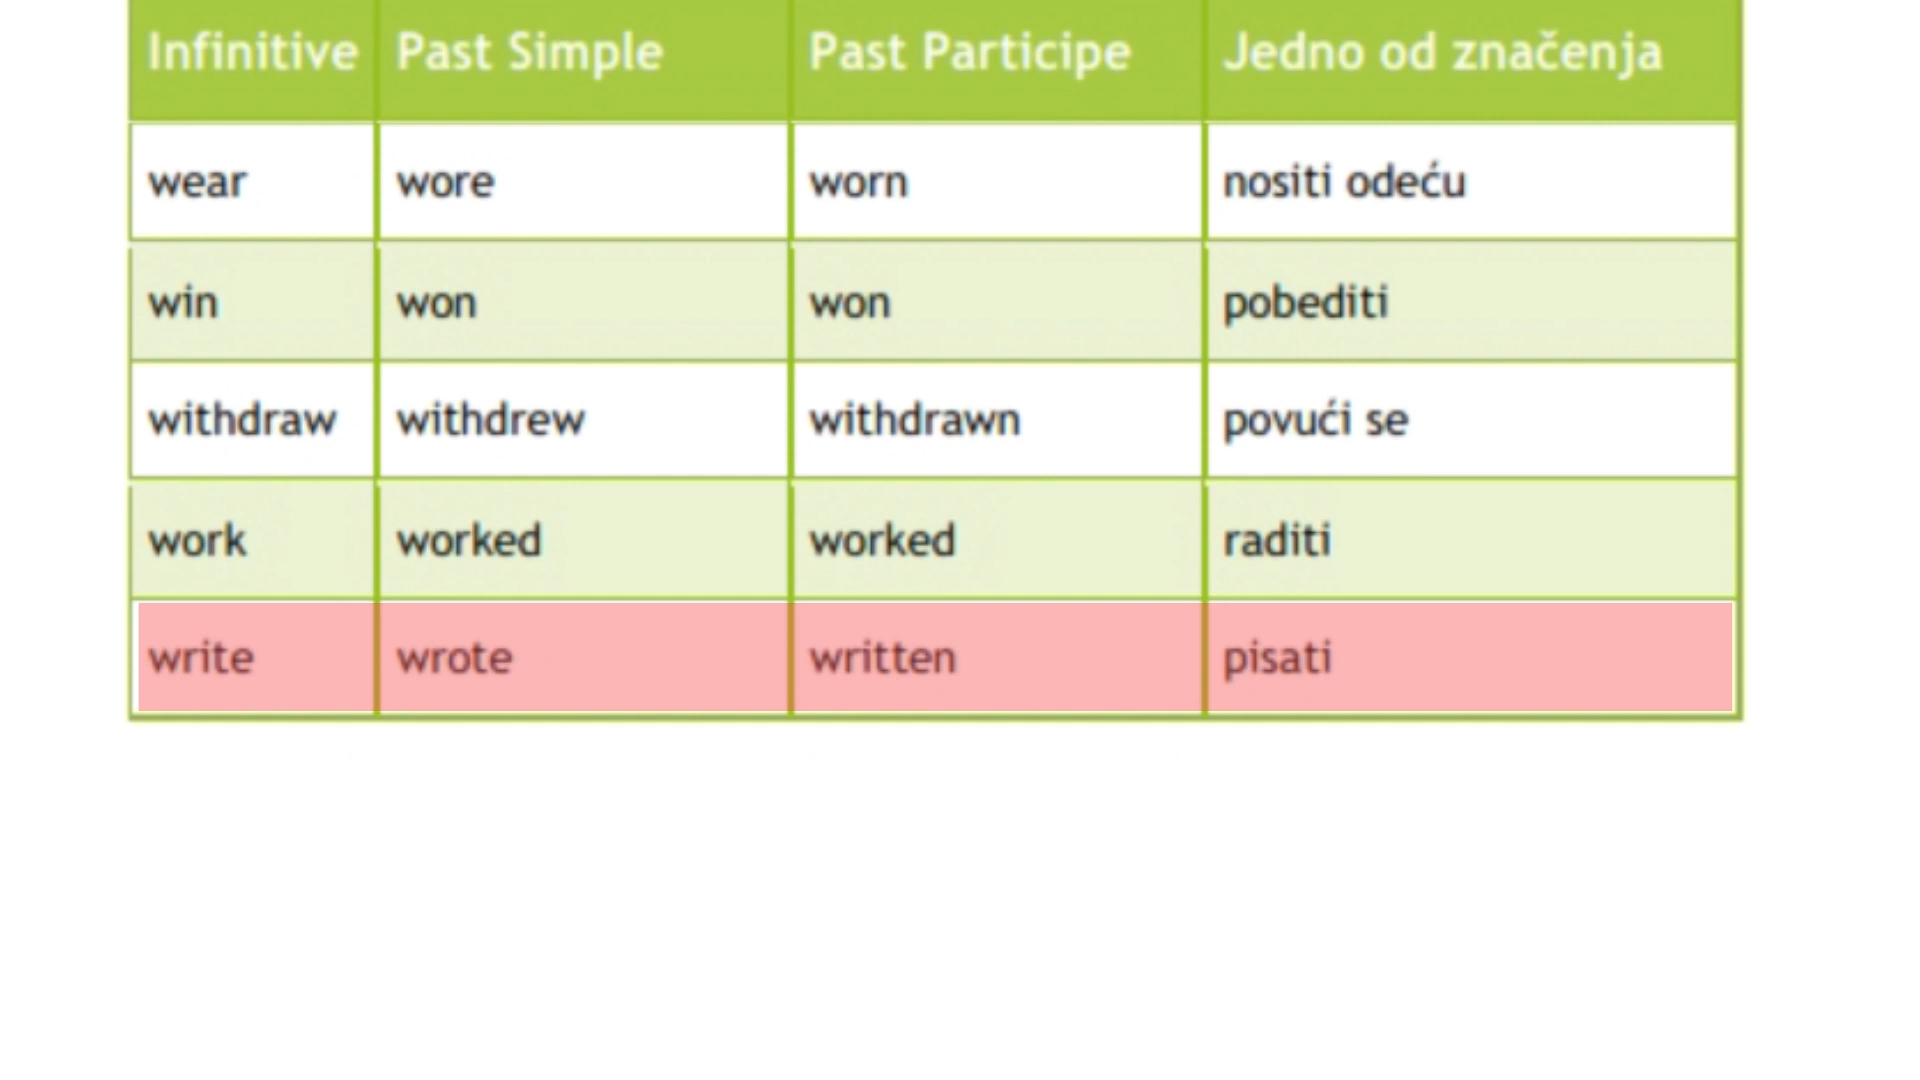 Infinitive Past Simple Past Participe Jedno od značenja
wear wore worn nositi odeću
win won won pobediti
withdraw withdrew withdrawn povući se
work worked worked raditi
write wrote written pisati